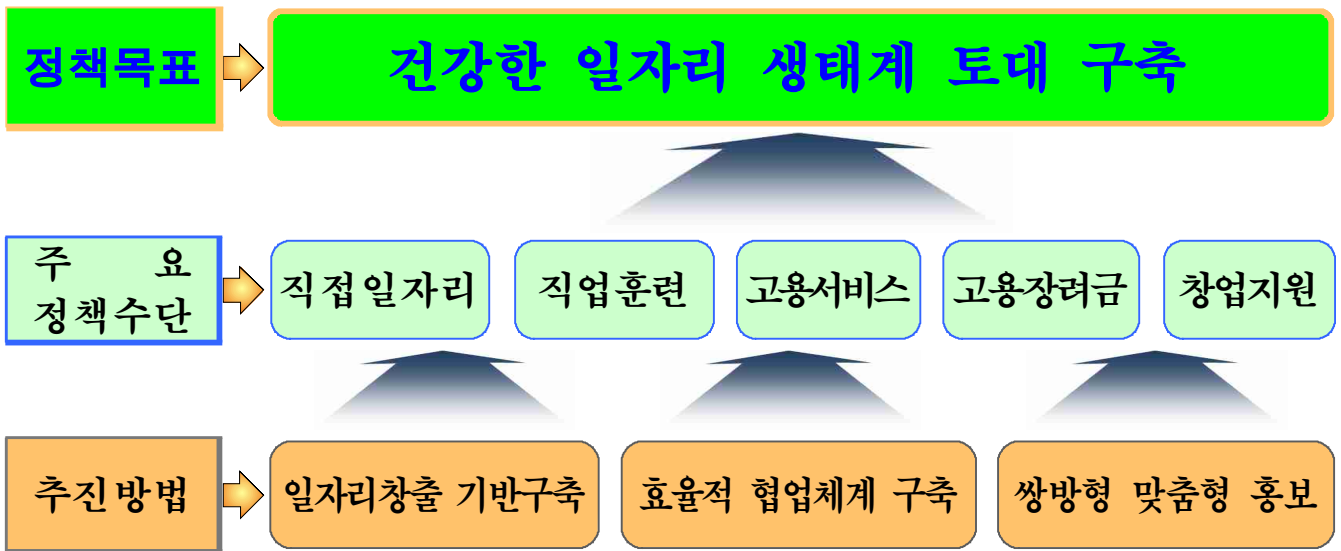 정책목표
건강한 일자리 생태계 토대 구축
주 요
정책수단
직접일자리
직업훈련
고용서비스
고용장려금
창업지원
추진방법
일자리창출 기반구축
효율적 협업체계 구축
쌍방형 맞춤형 홍보